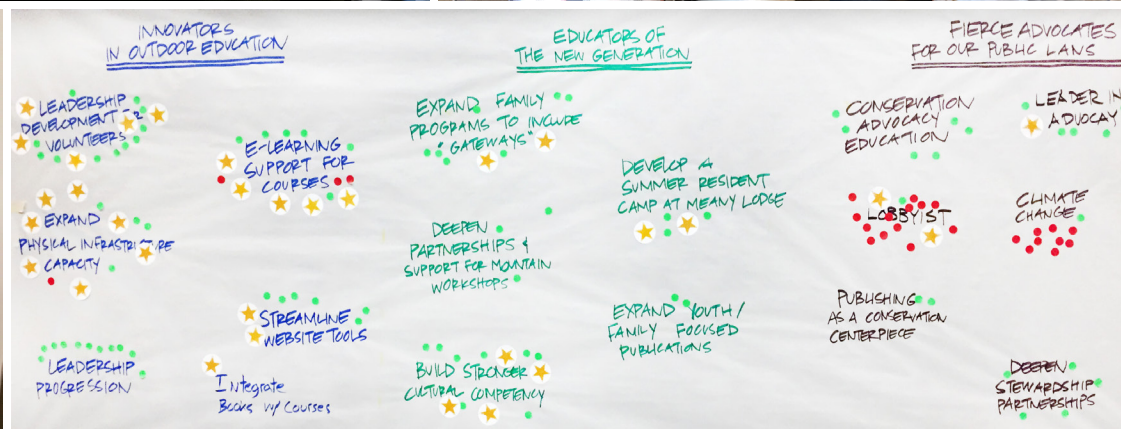 INNOVATORS
IN OUTDOOR EDUCATION
LEADERSHIP
DEVELOPMENT
VOLUNTEERS
E-LEARNING
SUPPORT FOR
COURSES
EXPAND
PHYSICAL INFRASTRUCTURE
CAPACITY
STREAMLINE
WEBSITE TOOLS
LEADERSHIP
PROGRESSION
Integrate
Books w/ Courses
EDUCATORS OF
THE NEW GENERATION
EXPAND FAMILY
PROGRAMS TO INCLUDE
"GATEWAYS"
DEVELOP A
SUMMER RESIDENT
CAMP AT MEANY LODGE
DEEPEN
PARTNERSHIPS &
SUPPORT FOR MOUNTAIN
WORKSHOPS
EXPAND YOUTH/
FAMILY FOCUSED
PUBLICATIONS
BUILD STRONGER
CULTURAL COMPETENCY
FIERCE ADVOCATES
FOR OUR PUBLIC LANS
CONSERVATION
ADVOCACY
EDUCATION
LEADER IN
ADVOCAY
LOBBYIST
CLIMATE
CHANGE
PUBLISHING
AS A CONSERVATION
CENTERPIECE
DEEPEN
STEWARDSHIP
PARTNERSHIPS